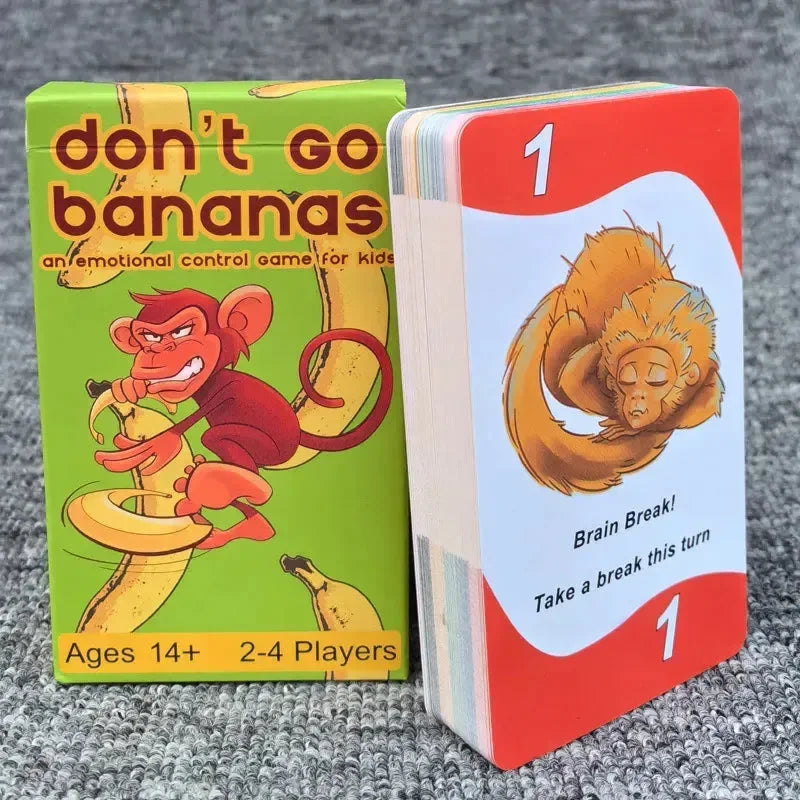 don't GO
bananas
an emotional control game for kids
Ages 14+ 2-4 Players
1
Brain Break!
Take a break this turn
1